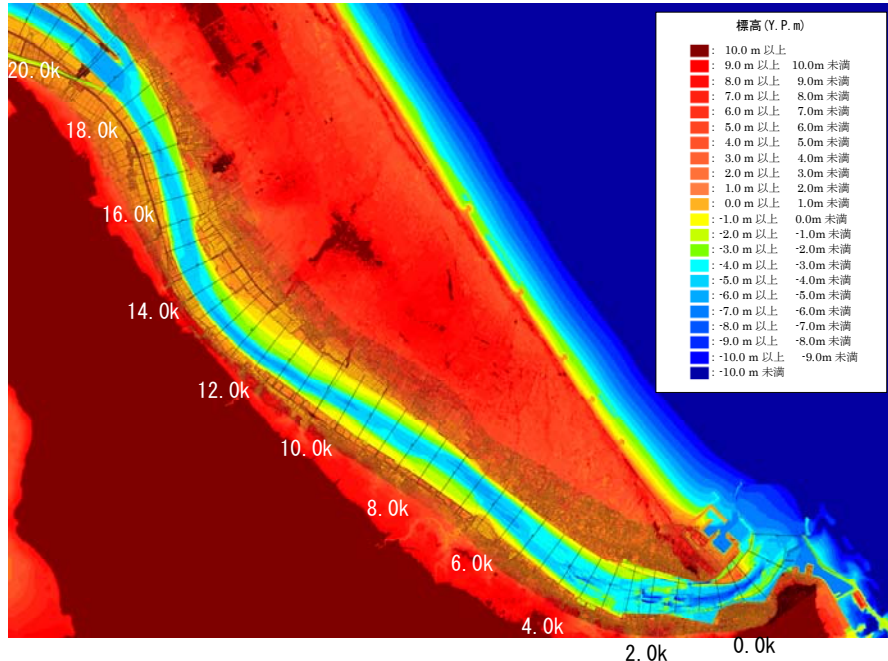 標高(Y.P.m)
: 10.0 m 以上
: 9.0 m 以上 10.0m 未満
: 8.0 m 以上 9.0m 未満
: 7.0 m 以上 8.0m 未満
: 6.0 m 以上 7.0m 未満
: 5.0 m 以上 6.0m 未満
: 4.0 m 以上 5.0m 未満
: 3.0 m 以上 4.0m 未満
: 2.0 m 以上 3.0m 未満
: 1.0 m 以上 2.0m 未満
: 0.0 m 以上 1.0m 未満
: -1.0 m 以上 0.0m 未満
: -2.0 m 以上 -1.0m 未満
: -3.0 m 以上 -2.0m 未満
: -4.0 m 以上 -3.0m 未満
: -5.0 m 以上 -4.0m 未満
: -6.0 m 以上 -5.0m 未満
: -7.0 m 以上 -6.0m 未満
: -8.0 m 以上 -7.0m 未満
: -9.0 m 以上 -8.0m 未満
: -10.0 m 以上 -9.0m 未満
: -10.0 m 未満
20.0k
18.0k
16.0k
14.0k
12.0k
10.0k
8.0k
6.0k
4.0k
2.0k
0.0k